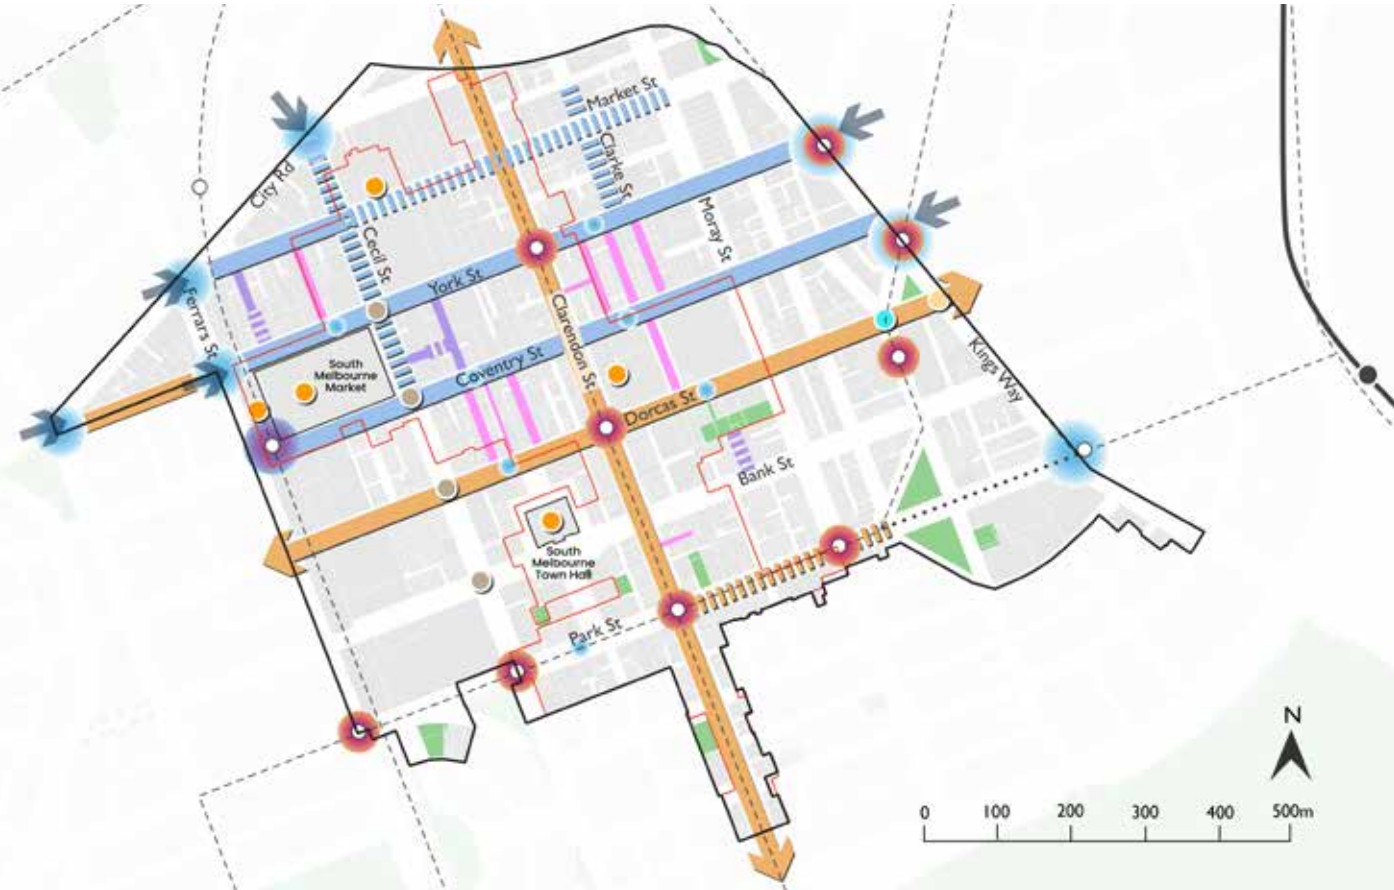 Market St
Clarke St
City Rd
Moray St
Cecil St
York St
Ferrars St
Clarendon St
Coventry St
South
Melbourne
Market
Kings Way
Dorcas St
Bank St
South
Melbourne
Town Hall
Park St
N
0 100 200 300 400 500m